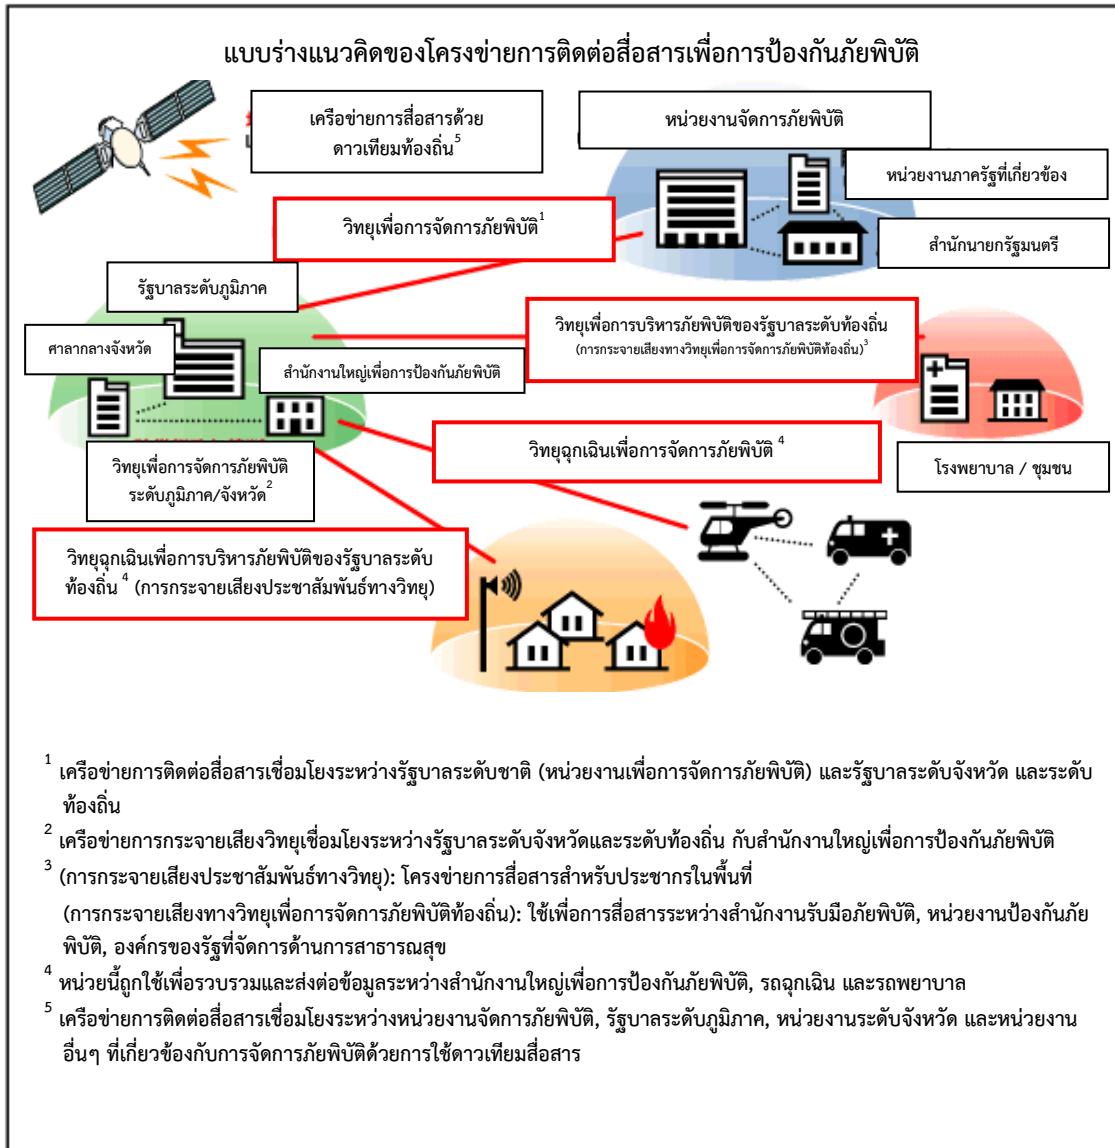 แบบร่างแนวคิดของโครงข่ายการติดต่อสื่อสารเพื่อการป้องกันภัยพิบัติ
เครือข่ายการสื่อสารด้วย
ดาวเทียมท้องถิ่น5
หน่วยงานจัดการภัยพิบัติ
หน่วยงานภาครัฐที่เกี่ยวข้อง
วิทยุเพื่อการจัดการภัยพิบัติ1
สำนักนายกรัฐมนตรี
รัฐบาลระดับภูมิภาค
ศาลากลางจังหวัด
สำนักงานใหญ่เพื่อการป้องกันภัยพิบัติ
วิทยุเพื่อการบริหารภัยพิบัติของรัฐบาลระดับท้องถิ่น
(การกระจายเสียงทางวิทยุเพื่อการจัดการภัยพิบัติท้องถิ่น)3
วิทยุฉุกเฉินเพื่อการจัดการภัยพิบัติ 4
โรงพยาบาล / ชุมชน
วิทยุเพื่อการจัดการภัยพิบัติ
ระดับภูมิภาค/จังหวัด2
วิทยุฉุกเฉินเพื่อการบริหารภัยพิบัติของรัฐบาลระดับ
ท้องถิ่น 4 (การกระจายเสียงประชาสัมพันธ์ทางวิทยุ)
1 เครือข่ายการติดต่อสื่อสารเชื่อมโยงระหว่างรัฐบาลระดับชาติ (หน่วยงานเพื่อการจัดการภัยพิบัติ) และรัฐบาลระดับจังหวัด และระดับ
ท้องถิ่น
2 เครือข่ายการกระจายเสียงวิทยุเชื่อมโยงระหว่างรัฐบาลระดับจังหวัดและระดับท้องถิ่น กับสำนักงานใหญ่เพื่อการป้องกันภัยพิบัติ
3 (การกระจายเสียงประชาสัมพันธ์ทางวิทยุ): โครงข่ายการสื่อสารสำหรับประชากรในพื้นที่
(การกระจายเสียงทางวิทยุเพื่อการจัดการภัยพิบัติท้องถิ่น): ใช้เพื่อการสื่อสารระหว่างสำนักงานรับมือภัยพิบัติ, หน่วยงานป้องกันภัย
พิบัติ, องค์กรของรัฐที่จัดการด้านการสาธารณสุข
4 หน่วยนี้ถูกใช้เพื่อรวบรวมและส่งต่อข้อมูลระหว่างสำนักงานใหญ่เพื่อการป้องกันภัยพิบัติ, รถฉุกเฉิน และรถพยาบาล
5 เครือข่ายการติดต่อสื่อสารเชื่อมโยงระหว่างหน่วยงานจัดการภัยพิบัติ, รัฐบาลระดับภูมิภาค, หน่วยงานระดับจังหวัด และหน่วยงาน
อื่นๆ ที่เกี่ยวข้องกับการจัดการภัยพิบัติด้วยการใช้ดาวเทียมสื่อสาร